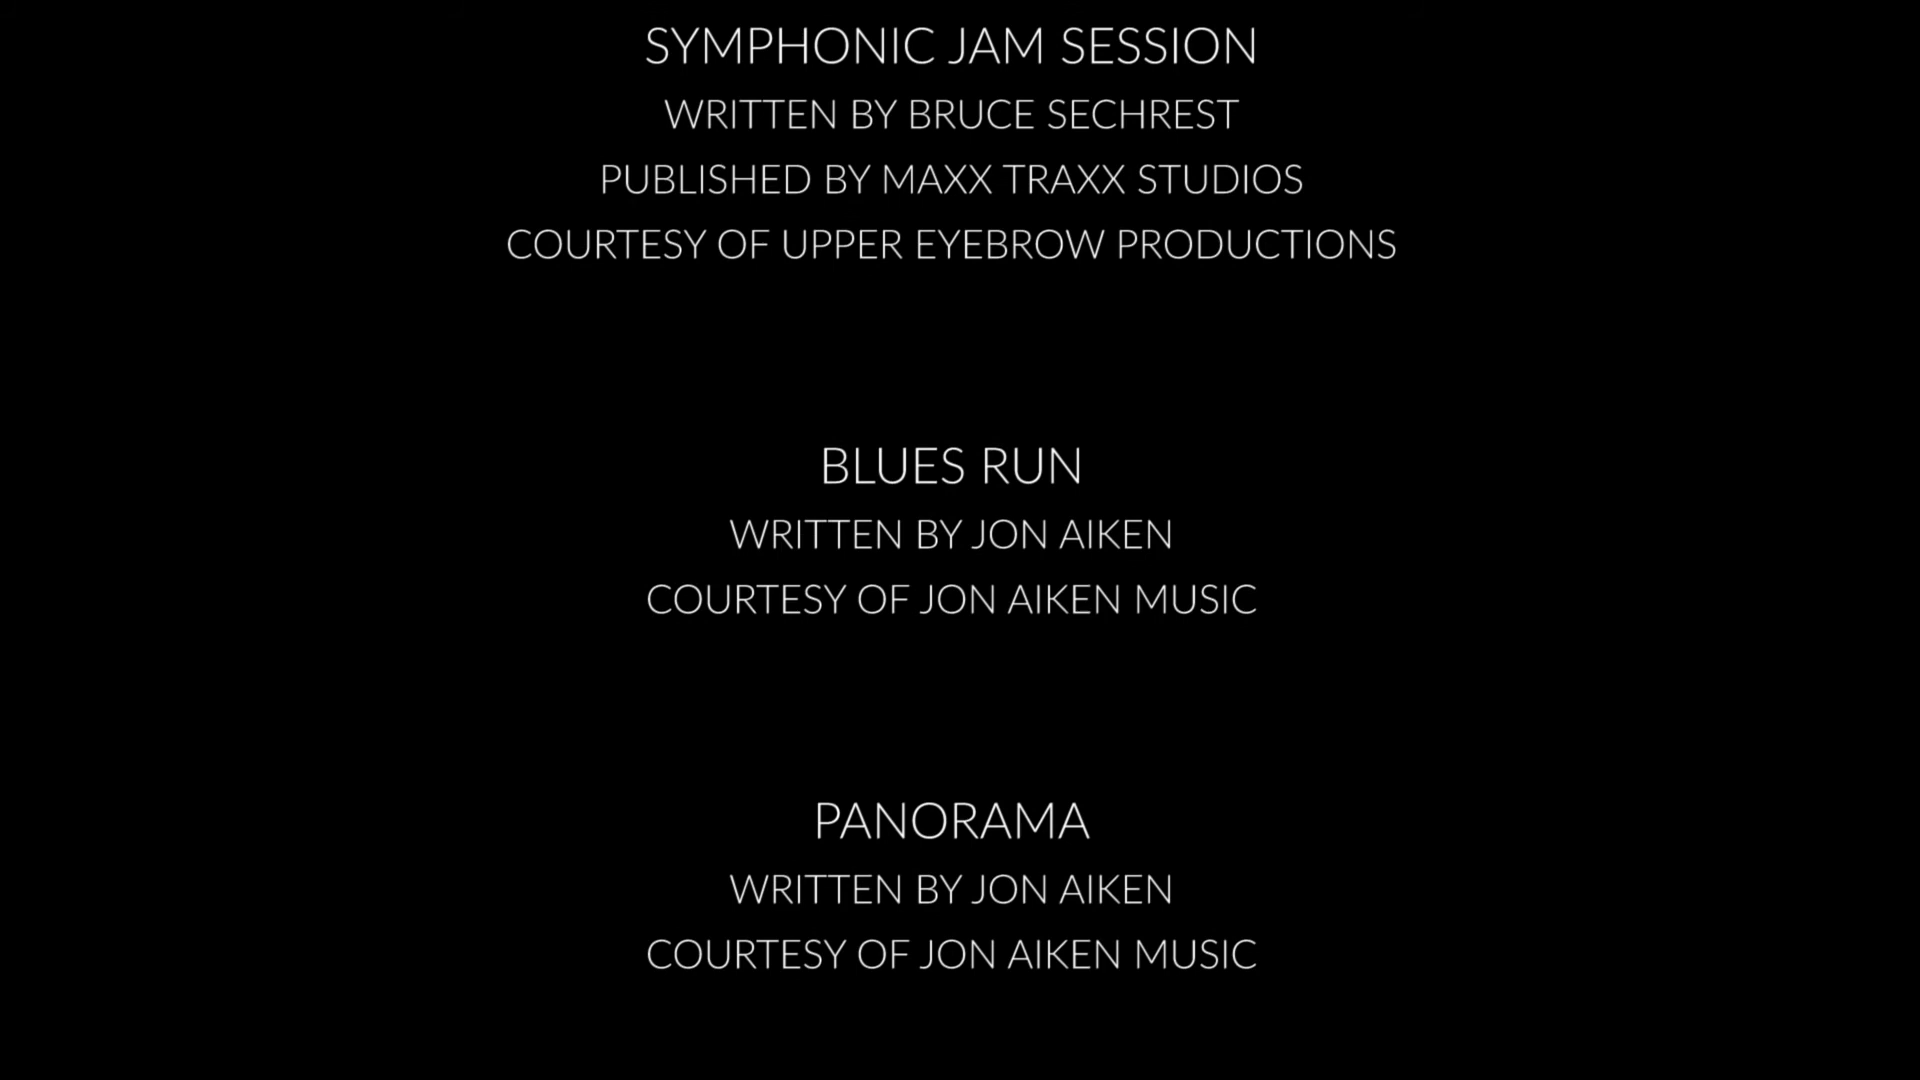 SYMPHONIC JAM SESSION
WRITTEN BY BRUCE SECHREST
PUBLISHED BY MAXX TRAXX STUDIOS
COURTESY OF UPPER EYEBROW PRODUCTIONS
BLUES RUN
WRITTEN BY JON AIKEN
COURTESY OF JON AIKEN MUSIC
PANORAMA
WRITTEN BY JON AIKEN
COURTESY OF JON AIKEN MUSIC